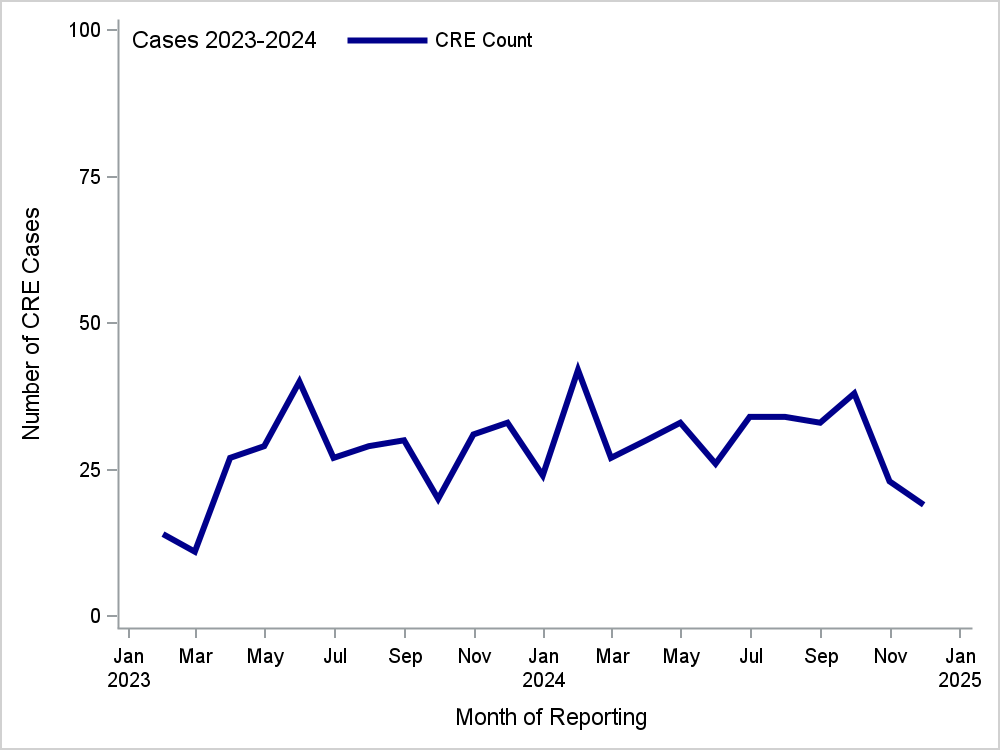 Cases 2023-2024 CRE Count
100
75
50
25
0
Number of CRE Cases
Jan Mar May Jul Sep Nov Jan Mar May Jul Sep Nov Jan
2023 2024 2025
Month of Reporting